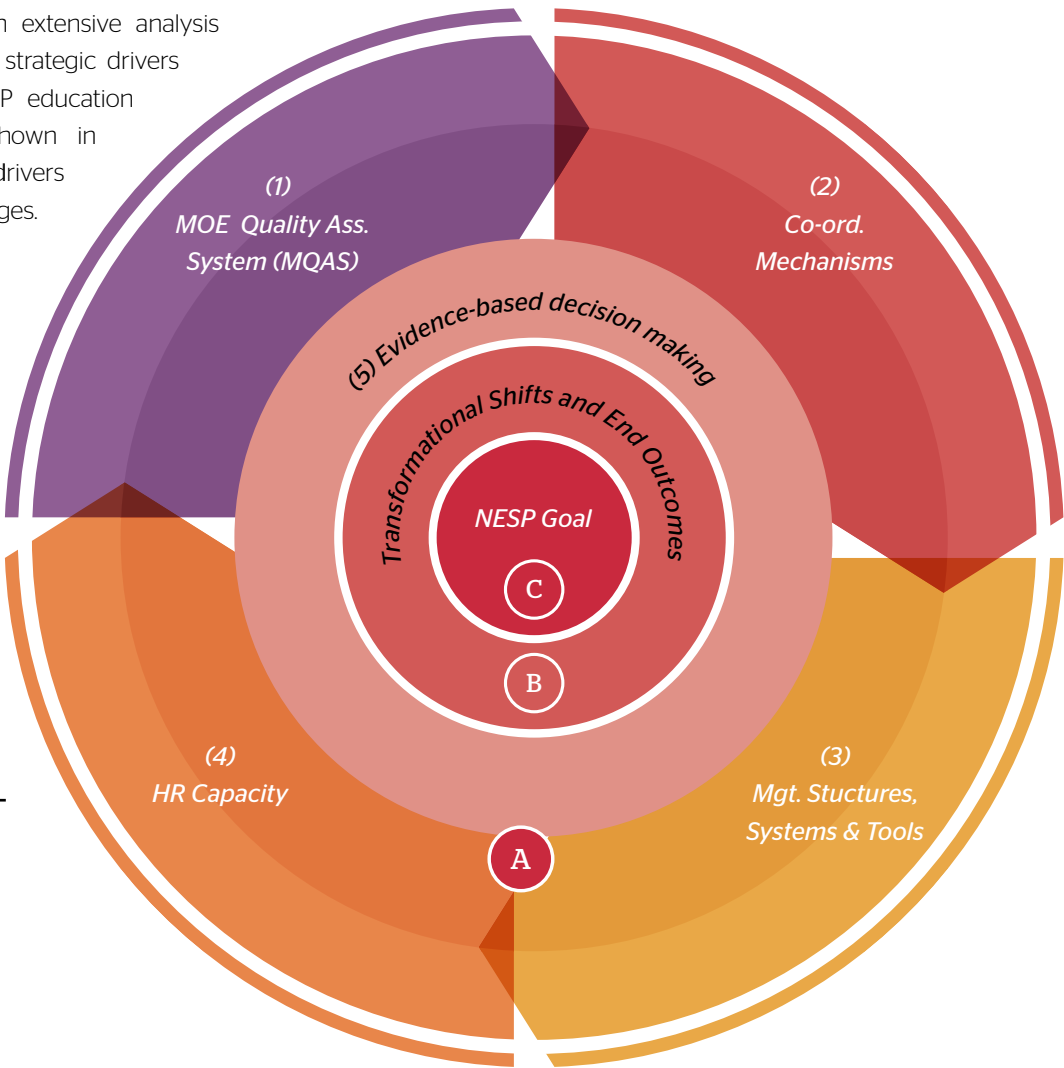 extensive analysis
strategic drivers
P education
hown in
drivers
ges.
(1)
MOE Quality Ass.
System (MQAS)
(2)
Co-ord.
Mechanisms
(5) Evidence-based decision making
Transformational Shifts and End Outcomes
NESP Goal
C
B
(4)
HR Capacity
(3)
Mgt. Stuctures,
Systems & Tools
A